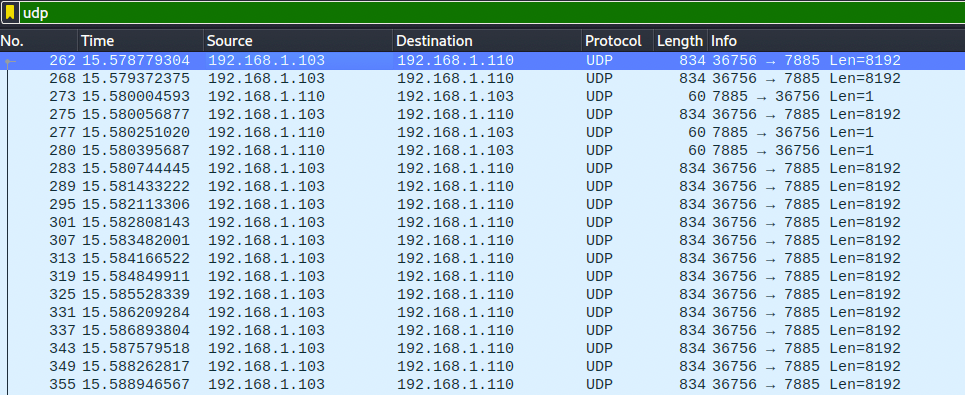 udp
No. Time Source Destination Protocol Length Info
262 15.578779304 192.168.1.103 192.168.1.110 UDP 834 36756 → 7885 Len=8192
268 15.579372375 192.168.1.103 192.168.1.110 UDP 834 36756 → 7885 Len=8192
273 15.580004593 192.168.1.110 192.168.1.103 UDP 60 7885 → 36756 Len=1
275 15.580056877 192.168.1.103 192.168.1.110 UDP 834 36756 → 7885 Len=8192
277 15.580251020 192.168.1.110 192.168.1.103 UDP 60 7885 → 36756 Len=1
280 15.580395687 192.168.1.110 192.168.1.103 UDP 60 7885 → 36756 Len=1
283 15.580744445 192.168.1.103 192.168.1.110 UDP 834 36756 → 7885 Len=8192
289 15.581433222 192.168.1.103 192.168.1.110 UDP 834 36756 → 7885 Len=8192
295 15.582113306 192.168.1.103 192.168.1.110 UDP 834 36756 → 7885 Len=8192
301 15.582808143 192.168.1.103 192.168.1.110 UDP 834 36756 → 7885 Len=8192
307 15.583482001 192.168.1.103 192.168.1.110 UDP 834 36756 → 7885 Len=8192
313 15.584166522 192.168.1.103 192.168.1.110 UDP 834 36756 → 7885 Len=8192
319 15.584849911 192.168.1.103 192.168.1.110 UDP 834 36756 → 7885 Len=8192
325 15.585528339 192.168.1.103 192.168.1.110 UDP 834 36756 → 7885 Len=8192
331 15.586209284 192.168.1.103 192.168.1.110 UDP 834 36756 → 7885 Len=8192
337 15.586893804 192.168.1.103 192.168.1.110 UDP 834 36756 → 7885 Len=8192
343 15.587579518 192.168.1.103 192.168.1.110 UDP 834 36756 → 7885 Len=8192
349 15.588262817 192.168.1.103 192.168.1.110 UDP 834 36756 → 7885 Len=8192
355 15.588946567 192.168.1.103 192.168.1.110 UDP 834 36756 → 7885 Len=8192